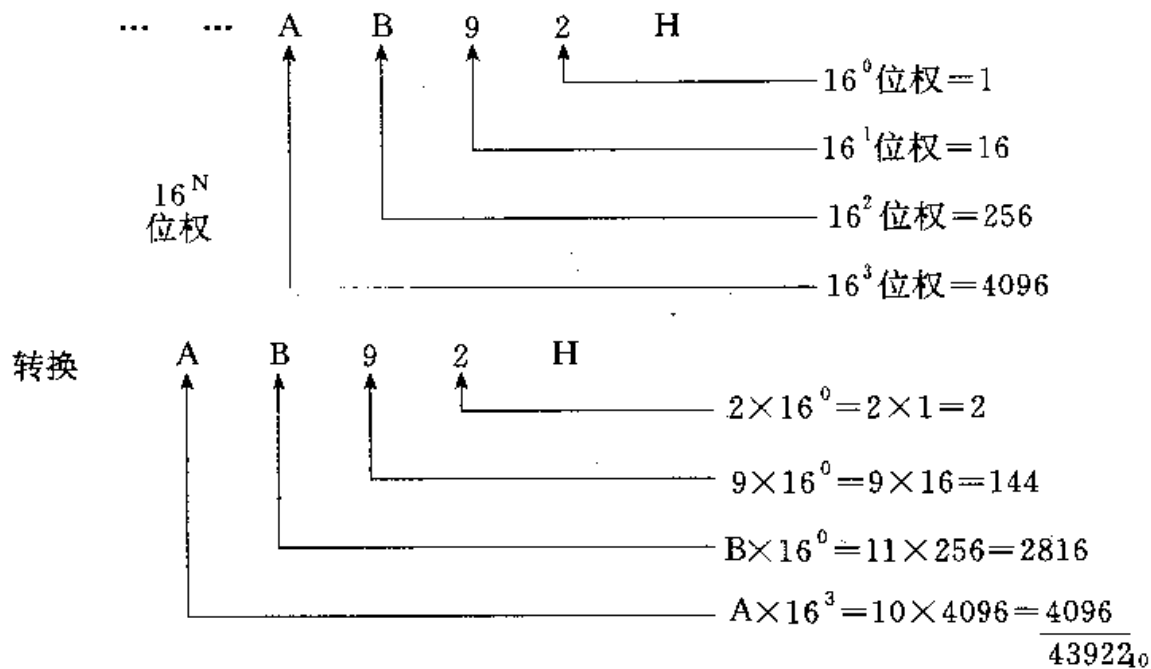 … … A B 9 2 H
16⁰位权=1
16¹位权=16
16ᴺ
位权
16²位权=256
16³位权=4096
转换 A B 9 2 H
2×16⁰=2×1=2
9×16⁰=9×16=144
B×16⁰=11×256=2816
A×16³=10×4096=4096
43922₁₀